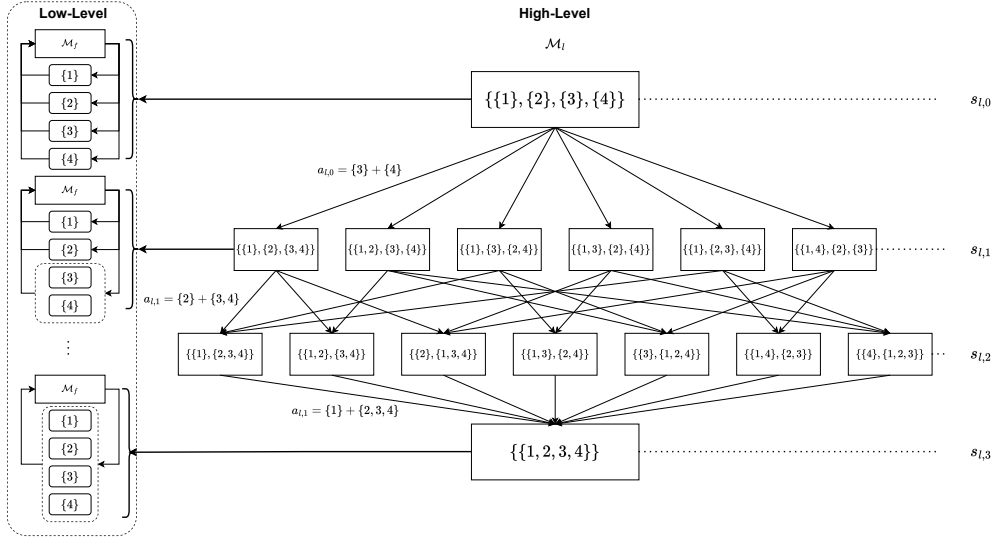 Low-Level
High-Level
ℳ_f
{1}
{2}
{3}
{4}
ℳ_l
{{1}, {2}, {3}, {4}}
s_{l,0}
a_{l,0} = {3} + {4}
ℳ_f
{1}
{2}
{3}
{4}
{{1}, {2}, {3, 4}}
{{1, 2}, {3}, {4}}
{{1}, {3}, {2, 4}}
{{1, 3}, {2}, {4}}
{{1}, {2, 3}, {4}}
{{1, 4}, {2}, {3}}
s_{l,1}
a_{l,1} = {2} + {3, 4}
⋮
{{1}, {2, 3, 4}}
{{1, 2}, {3, 4}}
{{2}, {1, 3, 4}}
{{1, 3}, {2, 4}}
{{3}, {1, 2, 4}}
{{1, 4}, {2, 3}}
{{4}, {1, 2, 3}}
s_{l,2}
ℳ_f
{1}
{2}
{3}
{4}
a_{l,1} = {1} + {2, 3, 4}
{{1, 2, 3, 4}}
s_{l,3}